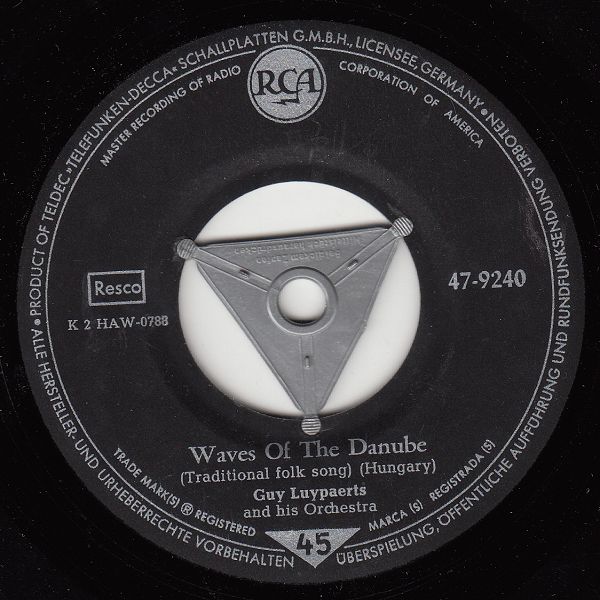 • PRODUCT OF TELDEC »TELEFUNKEN-DECCA« SCHALLPLATTEN G.M.B.H., LICENSEE, GERMANY •
MASTER RECORDING OF RADIO CORPORATION OF AMERICA
RCA
Resco
47-9240
K 2 HAW-0788
Waves Of The Danube
(Traditional folk song) (Hungary)
Guy Luypaerts
and his Orchestra
TRADE MARK(S) ® REGISTERED
MARCA (S) REGISTRADA (S)
45
ALLE HERSTELLER- UND URHEBERRECHTE VORBEHALTEN
ÜBERSPIELUNG, ÖFFENTLICHE AUFFÜHRUNG UND RUNDFUNKSENDUNG VERBOTEN